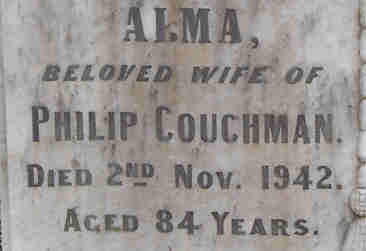 ALMA,
BELOVED WIFE OF
PHILIP COUCHMAN.
DIED 2ND NOV. 1942.
AGED 84 YEARS.